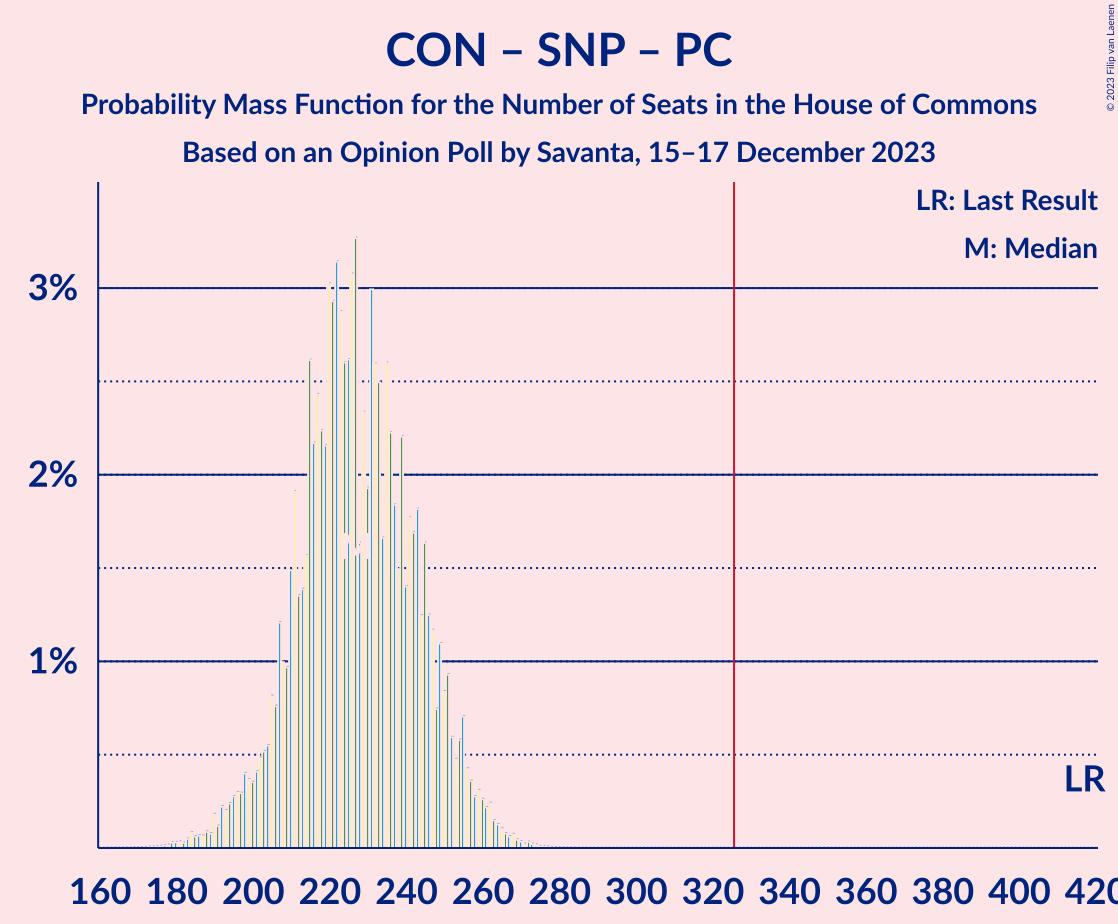 CON – SNP – PC
Probability Mass Function for the Number of Seats in the House of Commons
Based on an Opinion Poll by Savanta, 15–17 December 2023
© 2023 Filip van Laenen
LR: Last Result
M: Median
3%
2%
1%
LR
160 180 200 220 240 260 280 300 320 340 360 380 400 420